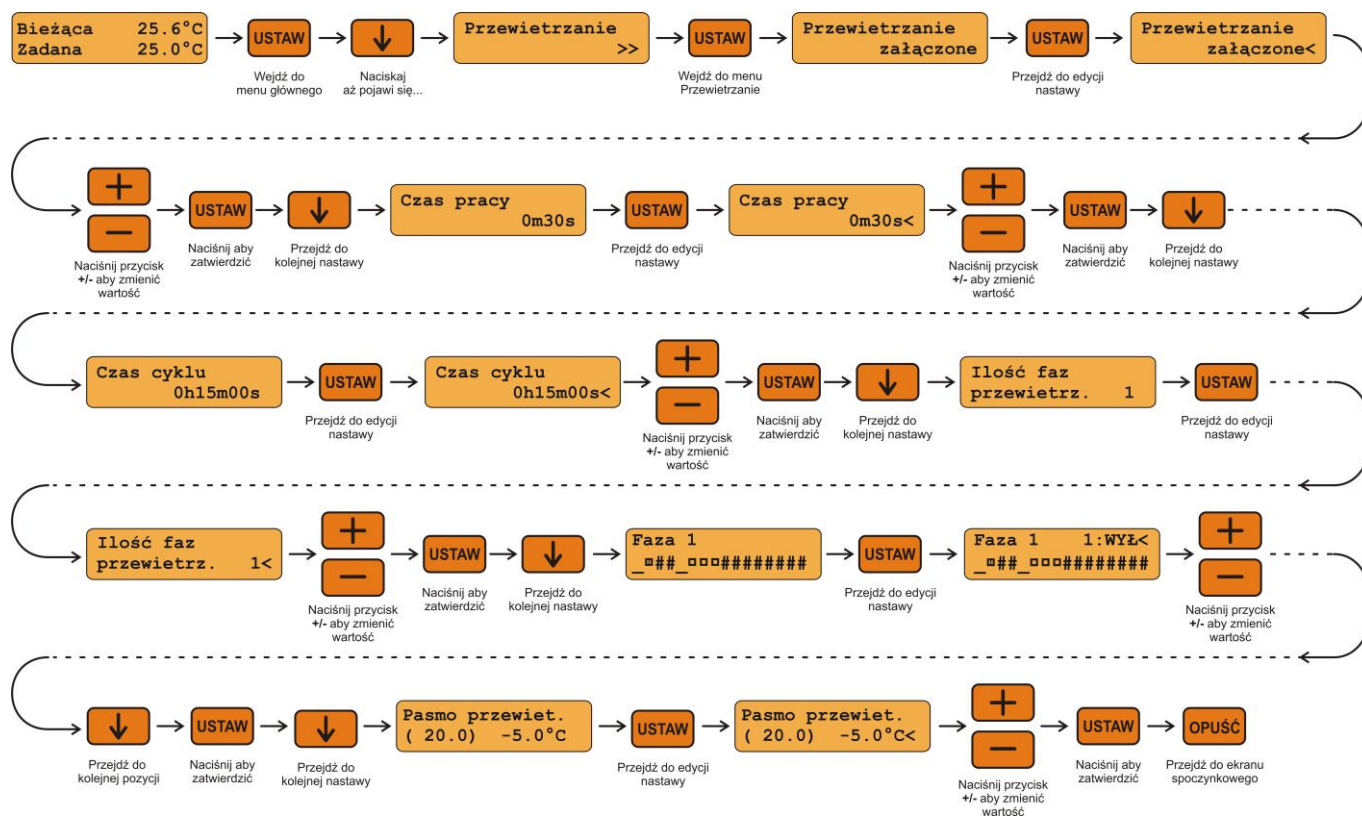 Bieżąca 25.6°C
Zadana 25.0°C
USTAW
Wejdź do
menu głównego
↓
Naciskaj
aż pojawi się...
Przewietrzanie
>>
USTAW
Wejdź do menu
Przewietrzanie
Przewietrzanie
załączone
USTAW
Przejdź do edycji
nastawy
Przewietrzanie
załączone<
+
−
Naciśnij przycisk
+/- aby zmienić
wartość
USTAW
Naciśnij aby
zatwierdzić
↓
Przejdź do
kolejnej nastawy
Czas pracy
0m30s
USTAW
Przejdź do edycji
nastawy
Czas pracy
0m30s<
+
−
Naciśnij przycisk
+/- aby zmienić
wartość
USTAW
Naciśnij aby
zatwierdzić
↓
Przejdź do
kolejnej nastawy
Czas cyklu
0h15m00s
USTAW
Przejdź do edycji
nastawy
Czas cyklu
0h15m00s<
+
−
Naciśnij przycisk
+/- aby zmienić
wartość
USTAW
Naciśnij aby
zatwierdzić
↓
Przejdź do
kolejnej nastawy
Ilość faz
przewietrz. 1
USTAW
Przejdź do edycji
nastawy
Ilość faz
przewietrz. 1<
+
−
Naciśnij przycisk
+/- aby zmienić
wartość
USTAW
Naciśnij aby
zatwierdzić
↓
Przejdź do
kolejnej nastawy
Faza 1
_¤##_¤¤¤########
USTAW
Przejdź do edycji
nastawy
Faza 1 1:WYŁ<
_¤##_¤¤¤########
+
−
Naciśnij przycisk
+/- aby zmienić
wartość
↓
Przejdź do
kolejnej pozycji
USTAW
Naciśnij aby
zatwierdzić
↓
Przejdź do
kolejnej nastawy
Pasmo przewiet.
( 20.0) -5.0°C
USTAW
Przejdź do edycji
nastawy
Pasmo przewiet.
( 20.0) -5.0°C<
+
−
Naciśnij przycisk
+/- aby zmienić
wartość
USTAW
Naciśnij aby
zatwierdzić
OPUŚĆ
Przejdź do ekranu
spoczynkowego